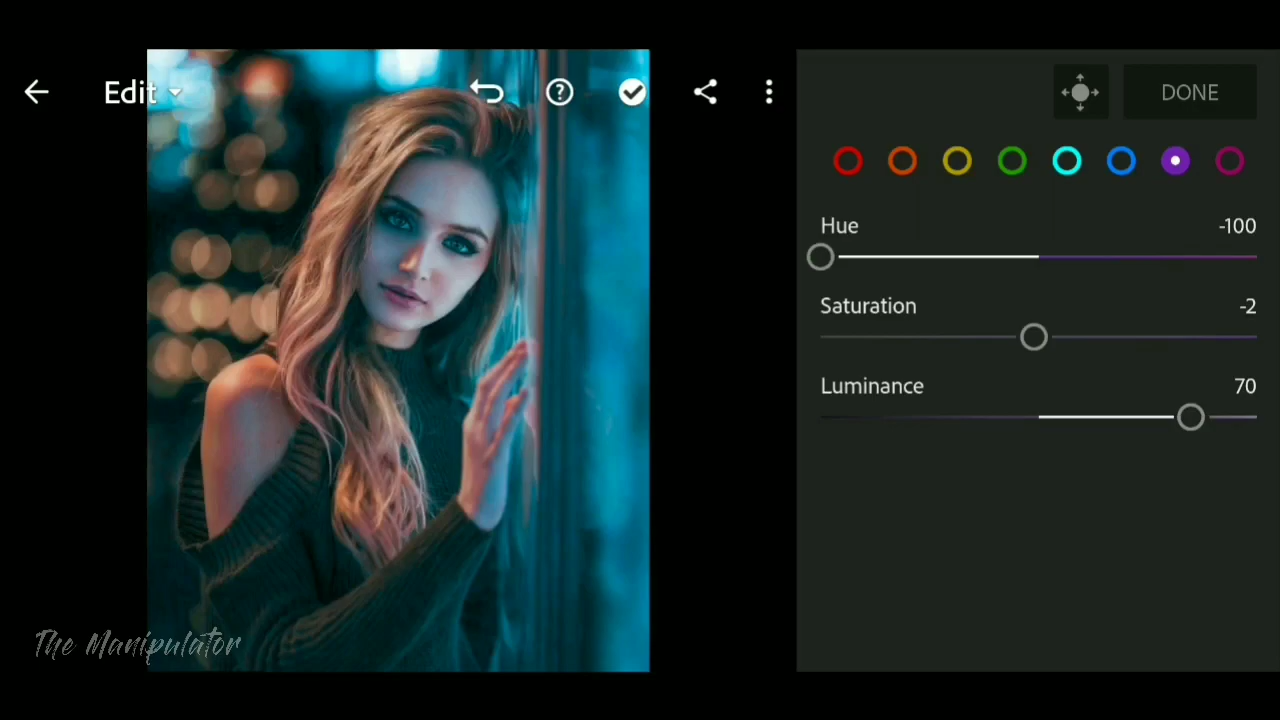 Edit
DONE
Hue -100
Saturation -2
Luminance 70
The Manipulator